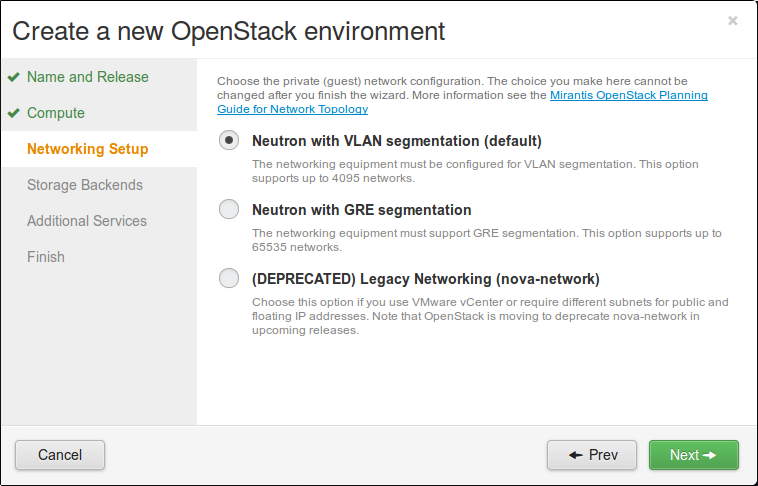 Create a new OpenStack environment
×
Name and Release
Compute
Networking Setup
Storage Backends
Additional Services
Finish
Choose the private (guest) network configuration. The choice you make here cannot be
changed after you finish the wizard. More information see the Mirantis OpenStack Planning
Guide for Network Topology
Neutron with VLAN segmentation (default)
The networking equipment must be configured for VLAN segmentation. This option
supports up to 4095 networks.
Neutron with GRE segmentation
The networking equipment must support GRE segmentation. This option supports up to
65535 networks.
(DEPRECATED) Legacy Networking (nova-network)
Choose this option if you use VMware vCenter or require different subnets for public and
floating IP addresses. Note that OpenStack is moving to deprecate nova-network in
upcoming releases.
Cancel
Prev
Next